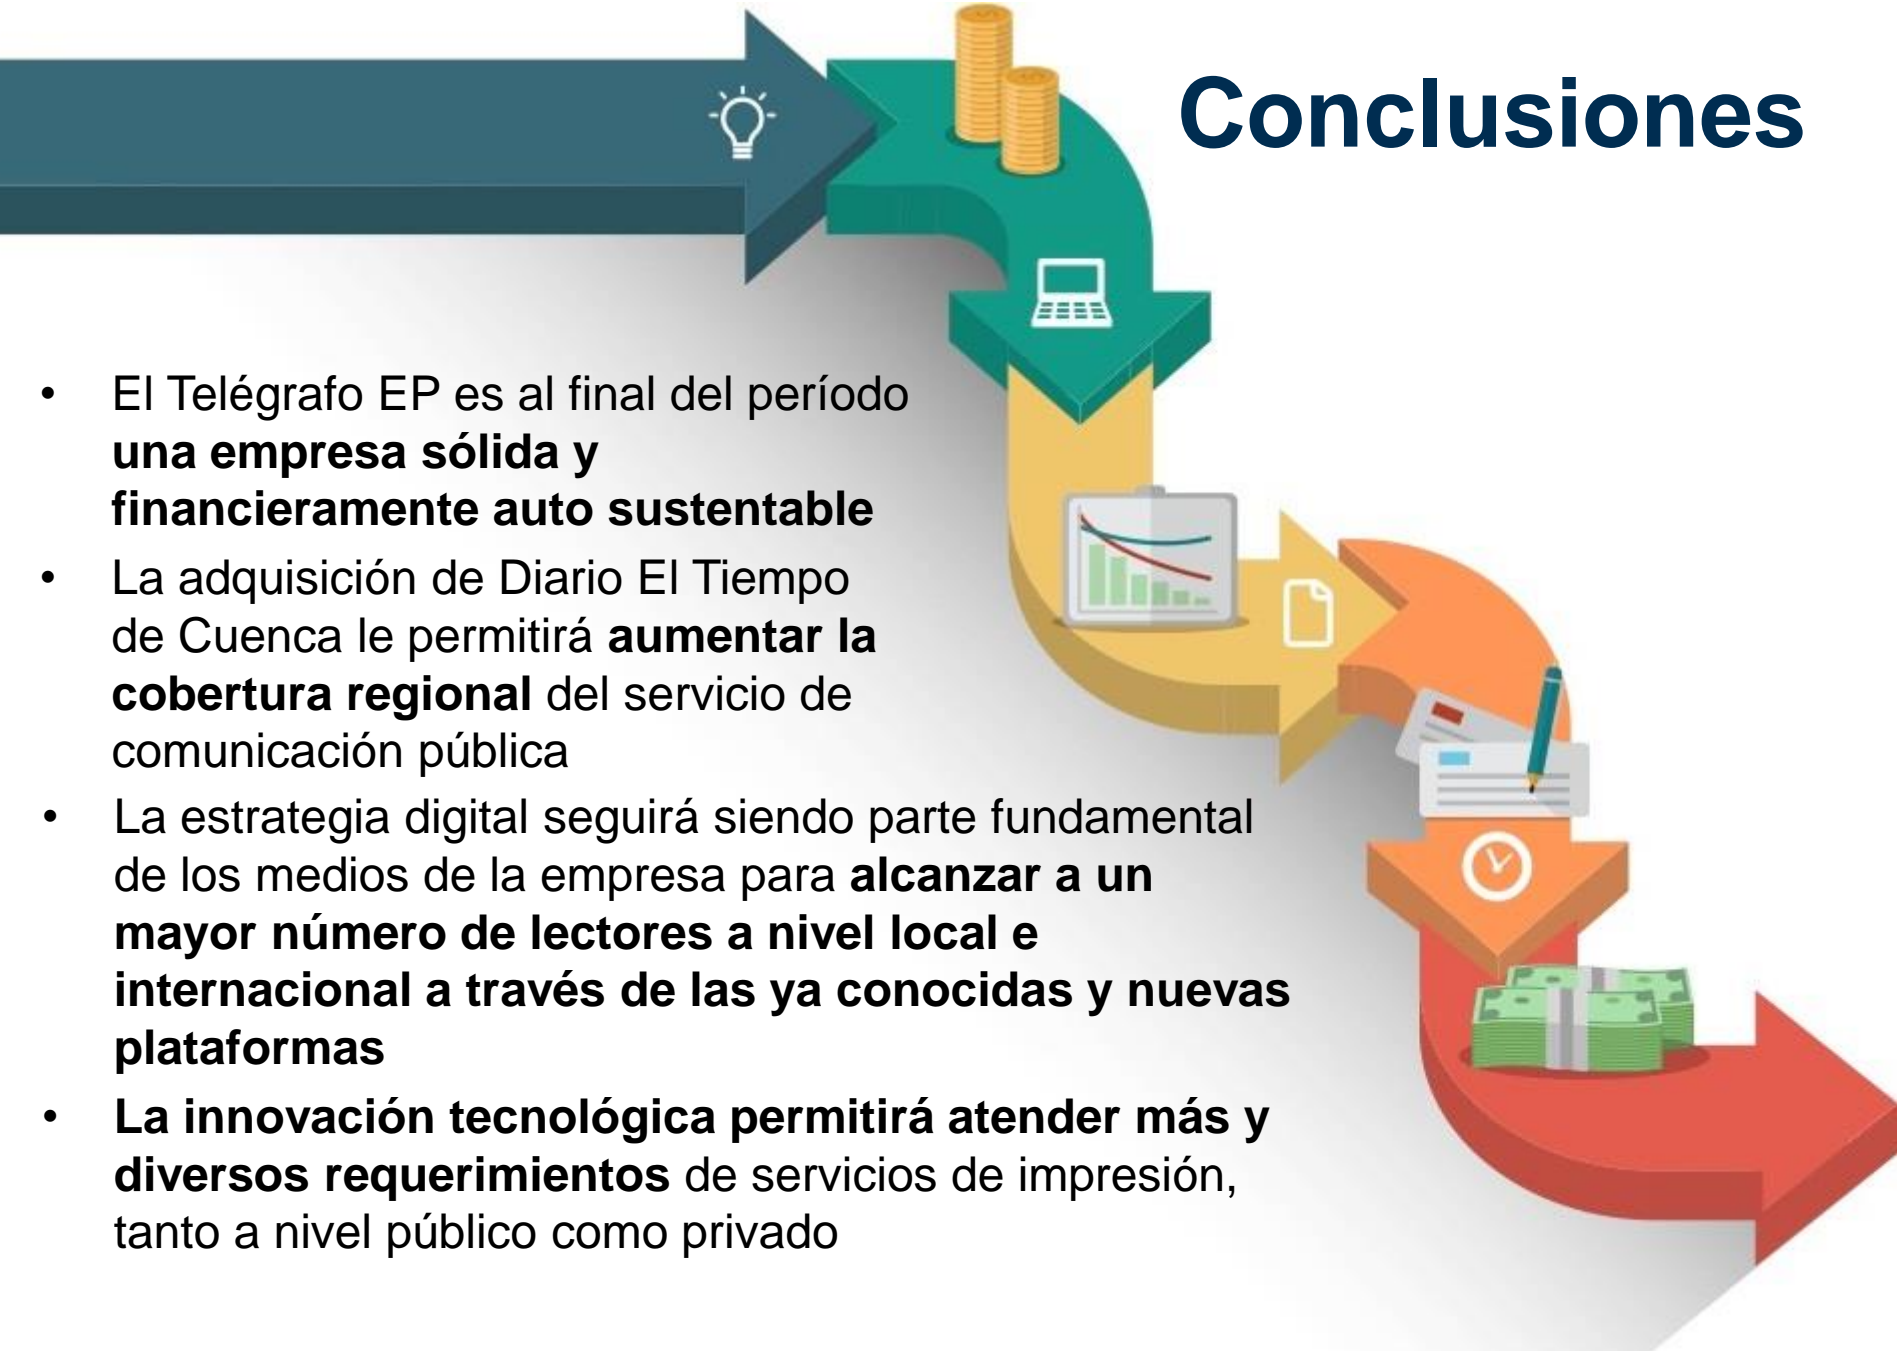 Conclusiones
• El Telégrafo EP es al final del período
una empresa sólida y
financieramente auto sustentable
• La adquisición de Diario El Tiempo
de Cuenca le permitirá aumentar la
cobertura regional del servicio de
comunicación pública
• La estrategia digital seguirá siendo parte fundamental
de los medios de la empresa para alcanzar a un
mayor número de lectores a nivel local e
internacional a través de las ya conocidas y nuevas
plataformas
• La innovación tecnológica permitirá atender más y
diversos requerimientos de servicios de impresión,
tanto a nivel público como privado